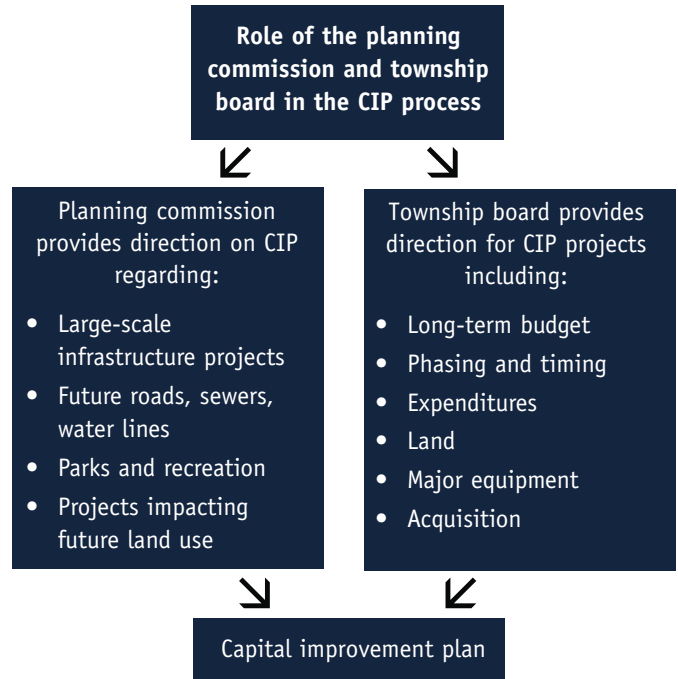 Role of the planning
commission and township
board in the CIP process
Planning commission
provides direction on CIP
regarding:
• Large-scale
infrastructure projects
• Future roads, sewers,
water lines
• Parks and recreation
• Projects impacting
future land use
Township board provides
direction for CIP projects
including:
• Long-term budget
• Phasing and timing
• Expenditures
• Land
• Major equipment
• Acquisition
Capital improvement plan